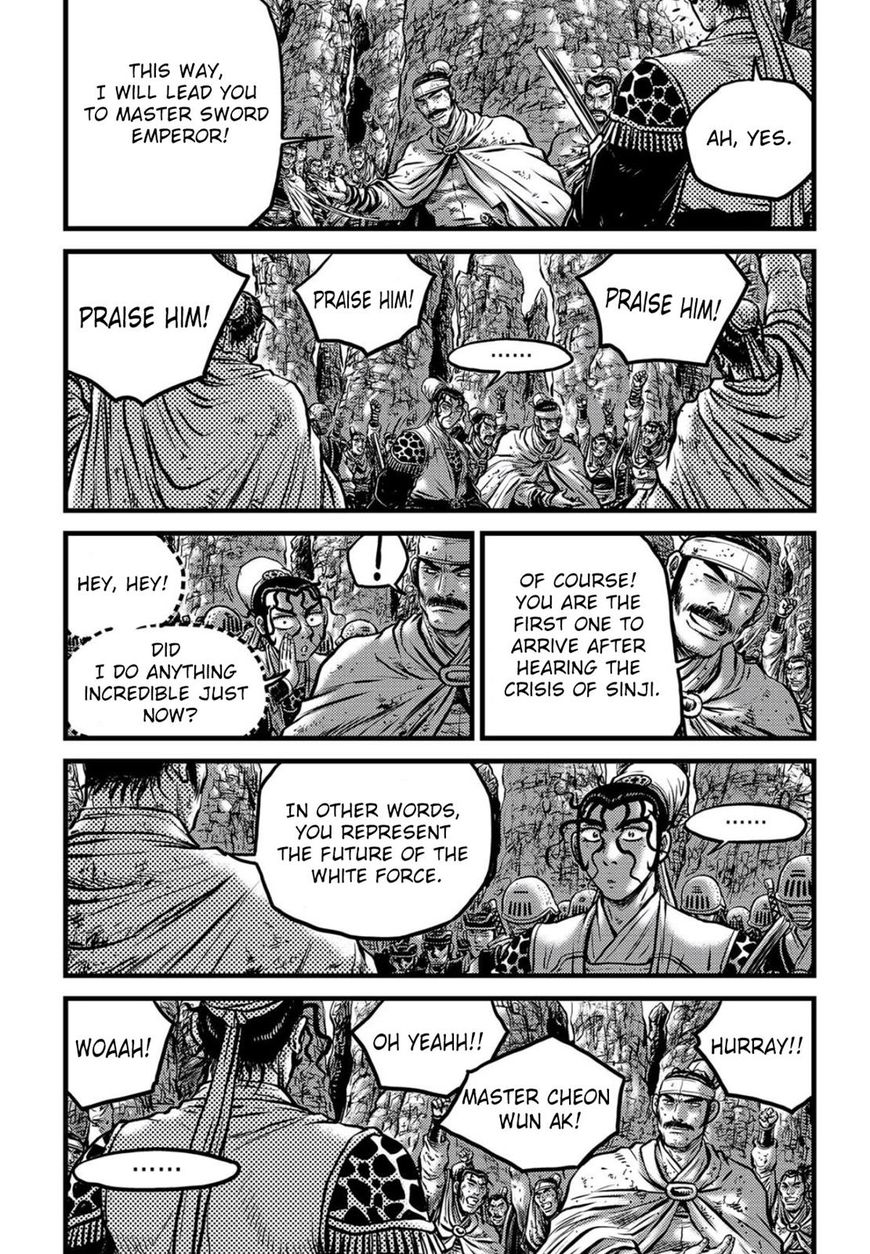 THIS WAY,
I WILL LEAD YOU
TO MASTER SWORD
EMPEROR!
AH, YES.
PRAISE HIM!
PRAISE HIM!
PRAISE HIM!
......
HEY, HEY!
!
DID
I DO ANYTHING
INCREDIBLE JUST
NOW?
OF COURSE!
YOU ARE THE
FIRST ONE TO
ARRIVE AFTER
HEARING THE
CRISIS OF SINJI.
IN OTHER WORDS,
YOU REPRESENT
THE FUTURE OF THE
WHITE FORCE.
......
WOAAH!
OH YEAHH!!
HURRAY!!
MASTER CHEON
WUN AK!
......